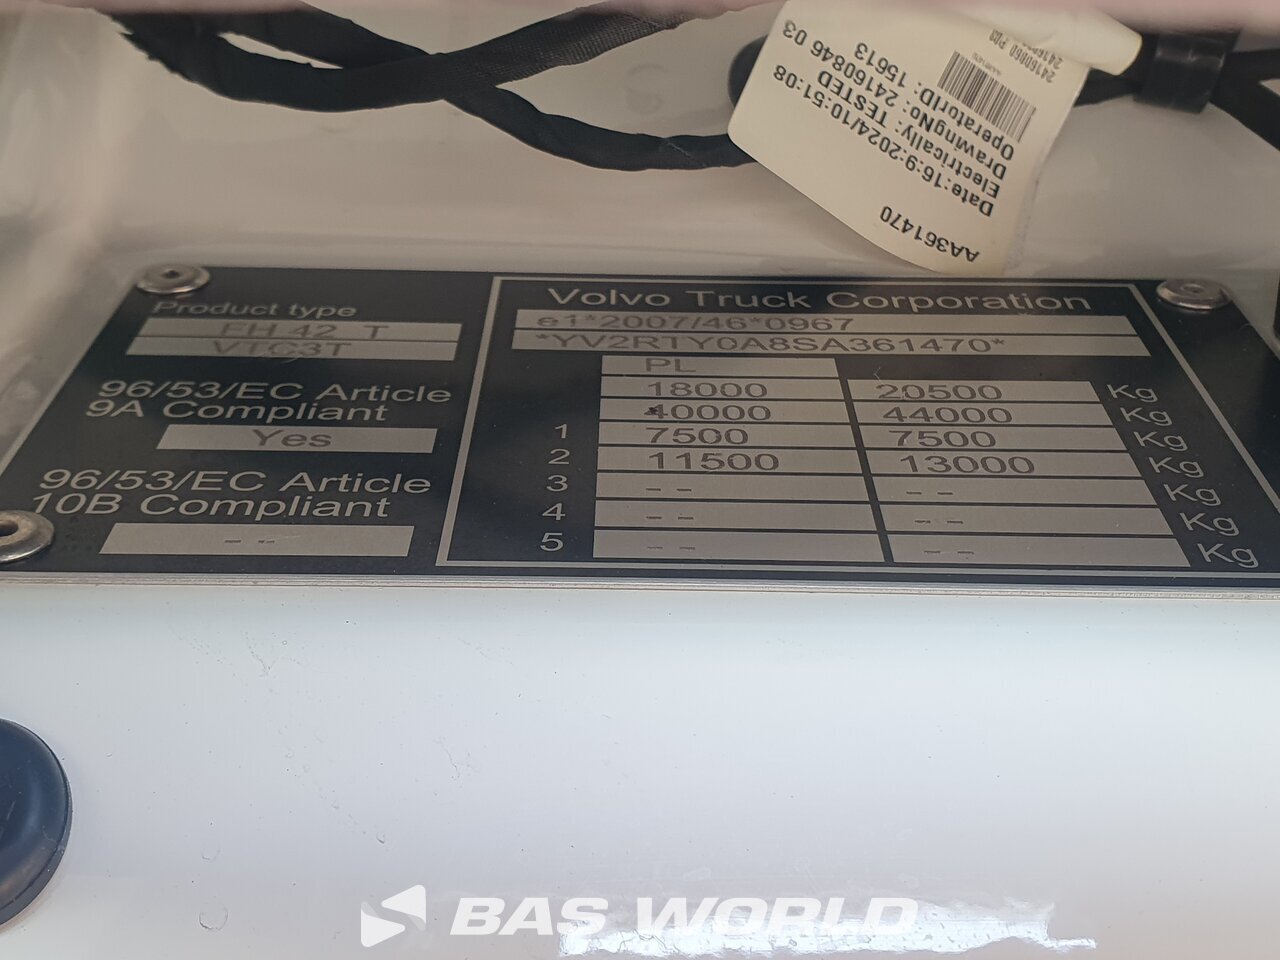 24160860 P03
AA361470
Date:16:9:2024/10:51:08
Electrically: TESTED
DrawingNo: 24160846 03
OperatorID: 15613
Product type
FH 42 T
VTC3T
96/53/EC Article
9A Compliant
Yes
96/53/EC Article
10B Compliant
-- --
Volvo Truck Corporation
e1*2007/46*0967
*YV2RTY0A8SA361470*
PL
18000 20500 Kg
40000 44000 Kg
1 7500 7500 Kg
2 11500 13000 Kg
3 -- -- -- -- Kg
4 -- -- -- -- Kg
5 -- -- -- -- Kg
BAS WORLD